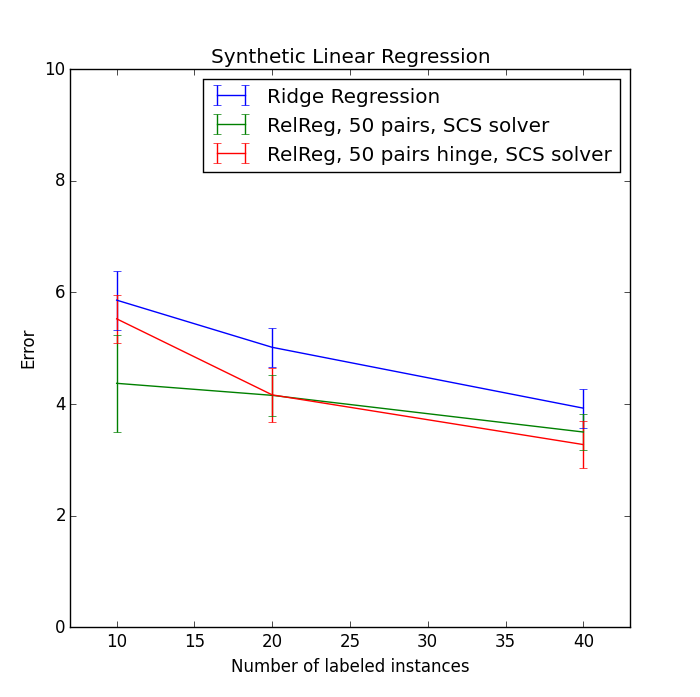 Synthetic Linear Regression
Ridge Regression
RelReg, 50 pairs, SCS solver
RelReg, 50 pairs hinge, SCS solver
10
8
6
4
2
0
Error
10 15 20 25 30 35 40
Number of labeled instances